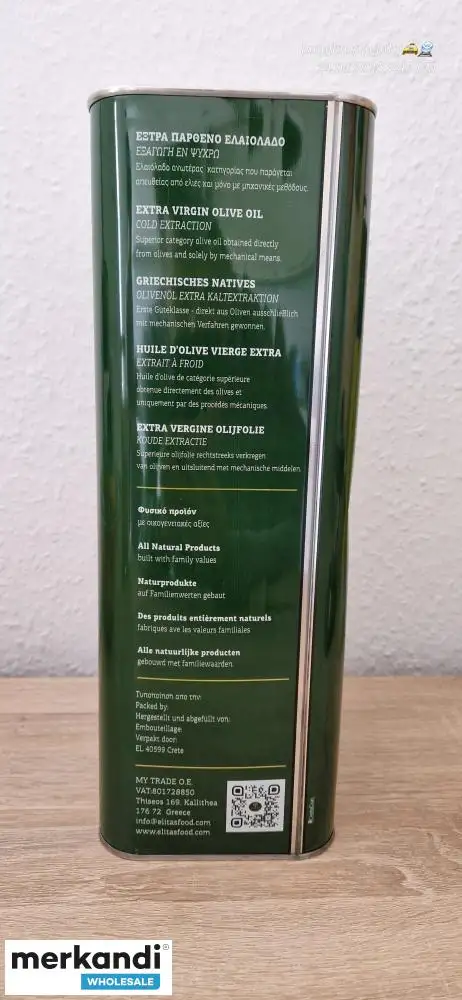 ΕΞΤΡΑ ΠΑΡΘΕΝΟ ΕΛΑΙΟΛΑΔΟ
ΕΞΑΓΩΓΗ ΕΝ ΨΥΧΡΩ
Ελαιόλαδο ανωτέρας κατηγορίας που παράγεται
απευθείας από ελιές και μόνο με μηχανικές μεθόδους.
EXTRA VIRGIN OLIVE OIL
COLD EXTRACTION
Superior category olive oil obtained directly
from olives and solely by mechanical means.
GRIECHISCHES NATIVES
OLIVENÖL EXTRA KALTEXTRAKTION
Erste Güteklasse - direkt aus Oliven ausschließlich
mit mechanischen Verfahren gewonnen.
HUILE D'OLIVE VIERGE EXTRA
EXTRAIT À FROID
Huile d'olive de catégorie supérieure
obtenue directement des olives et
uniquement par des procédés mécaniques.
EXTRA VERGINE OLIJFOLIE
KOUDE EXTRACTIE
Superieure olijfolie rechtstreeks verkregen
van olijven en uitsluitend met mechanische middelen.
Φυσικό προϊόν
με οικογενειακές αξίες
All Natural Products
built with family values
Naturprodukte
auf Familienwerten gebaut
Des produits entièrement naturels
fabriqués ave les valeurs familiales
Alle natuurlijke producten
gebouwd met familiewaarden.
Τυποποίηση απο την:
Packed by:
Hergestellt und abgefüllt von:
Embouteillage:
Verpakt door:
EL 40599 Crete
MY TRADE O.E.
VAT:801728850
Thiseos 169. Kallithea
176 72 Greece
info@elitasfood.com
www.elitasfood.com
merkandi®
WHOLESALE